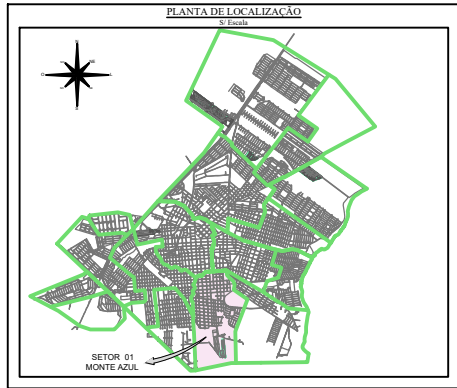 PLANTA DE LOCALIZAÇÃO
S/ Escala
N
O
L
S
SETOR 01
MONTE AZUL